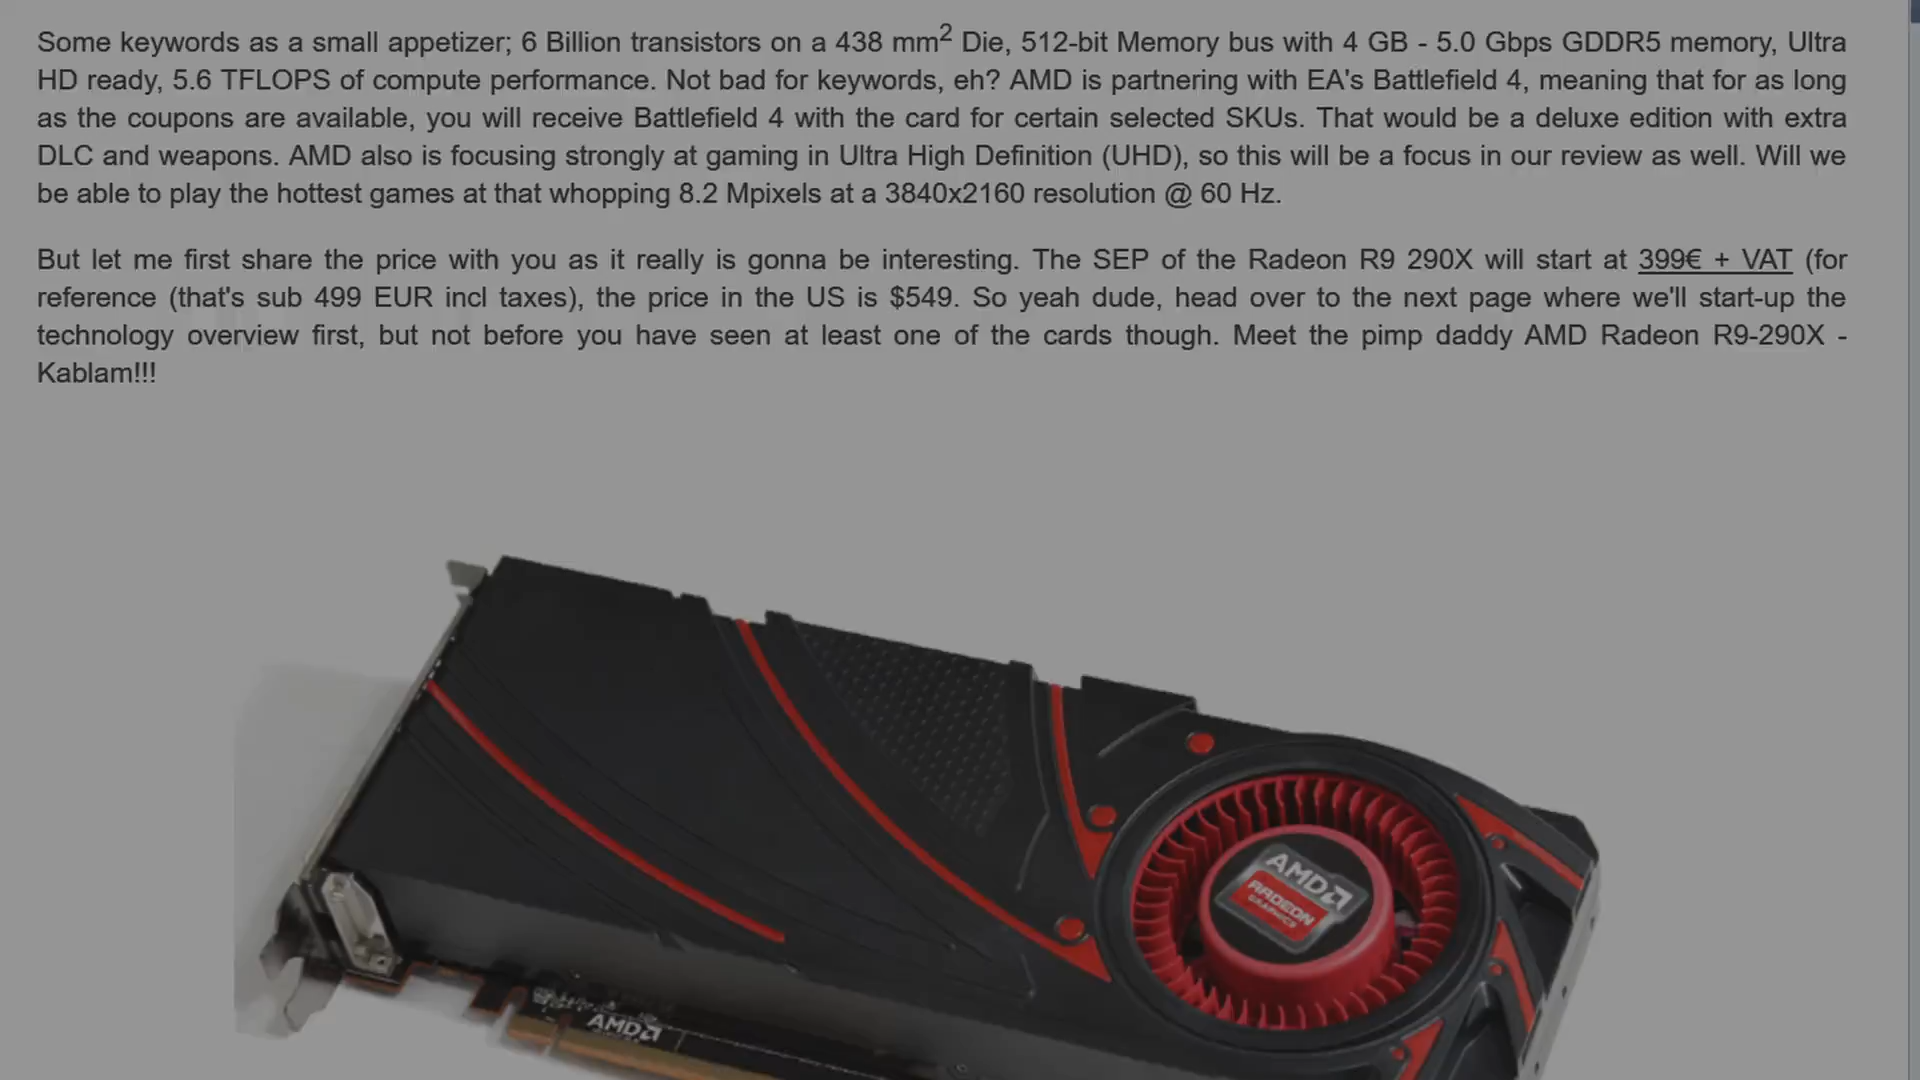 Some keywords as a small appetizer; 6 Billion transistors on a 438 mm2 Die, 512-bit Memory bus with 4 GB - 5.0 Gbps GDDR5 memory, Ultra
HD ready, 5.6 TFLOPS of compute performance. Not bad for keywords, eh? AMD is partnering with EA's Battlefield 4, meaning that for as long
as the coupons are available, you will receive Battlefield 4 with the card for certain selected SKUs. That would be a deluxe edition with extra
DLC and weapons. AMD also is focusing strongly at gaming in Ultra High Definition (UHD), so this will be a focus in our review as well. Will we
be able to play the hottest games at that whopping 8.2 Mpixels at a 3840x2160 resolution @ 60 Hz.
But let me first share the price with you as it really is gonna be interesting. The SEP of the Radeon R9 290X will start at 399€ + VAT (for
reference (that's sub 499 EUR incl taxes), the price in the US is $549. So yeah dude, head over to the next page where we'll start-up the
technology overview first, but not before you have seen at least one of the cards though. Meet the pimp daddy AMD Radeon R9-290X -
Kablam!!!
AMD
RADEON
GRAPHICS
AMD